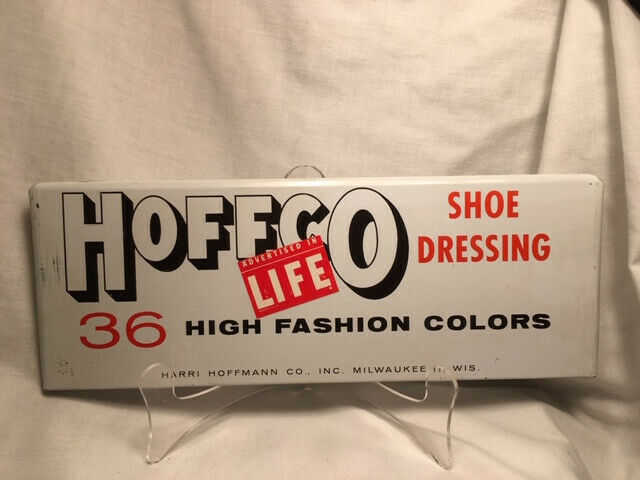 HOFFCO
SHOE
DRESSING
ADVERTISED IN
LIFE
36 HIGH FASHION COLORS
HARRI HOFFMANN CO., INC. MILWAUKEE WIS.